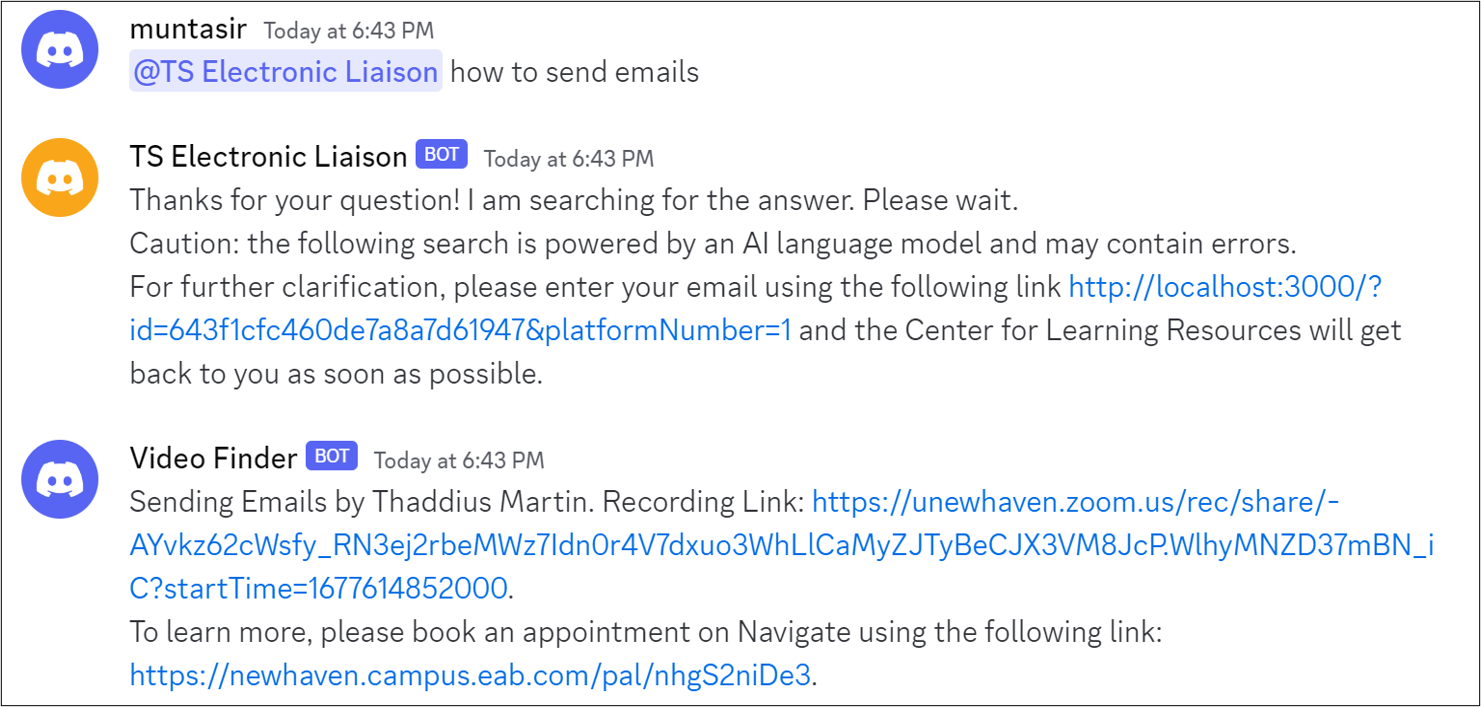 muntasir Today at 6:43 PM
@TS Electronic Liaison how to send emails
TS Electronic Liaison BOT Today at 6:43 PM
Thanks for your question! I am searching for the answer. Please wait.
Caution: the following search is powered by an AI language model and may contain errors.
For further clarification, please enter your email using the following link http://localhost:3000/?
id=643f1cfc460de7a8a7d61947&platformNumber=1 and the Center for Learning Resources will get
back to you as soon as possible.
Video Finder BOT Today at 6:43 PM
Sending Emails by Thaddius Martin. Recording Link: https://unewhaven.zoom.us/rec/share/-
AYvkz62cWsfy_RN3ej2rbeMWz7Idn0r4V7dxuo3WhLlCaMyZJTyBeCJX3VM8JcP.WlhyMNZD37mBN_i
C?startTime=1677614852000.
To learn more, please book an appointment on Navigate using the following link:
https://newhaven.campus.eab.com/pal/nhgS2niDe3.